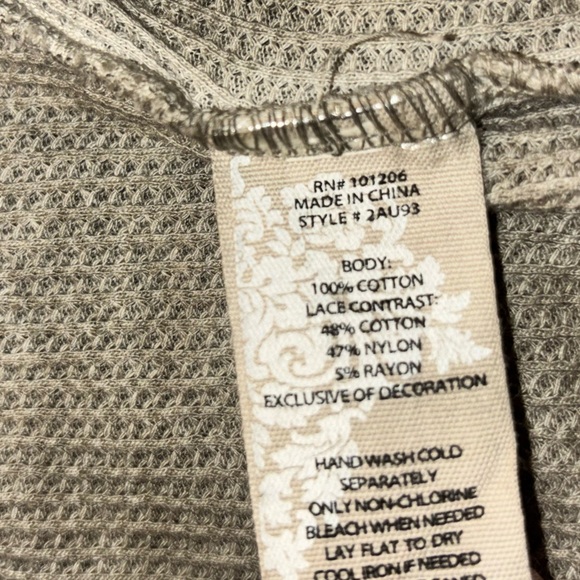 RN# 101206
MADE IN CHINA
STYLE # 2AU93
BODY:
100% COTTON
LACE CONTRAST:
48% COTTON
47% NYLON
5% RAYON
EXCLUSIVE OF DECORATION
HAND WASH COLD
SEPARATELY
ONLY NON-CHLORINE
BLEACH WHEN NEEDED
LAY FLAT TO DRY
COOL IRON IF NEEDED